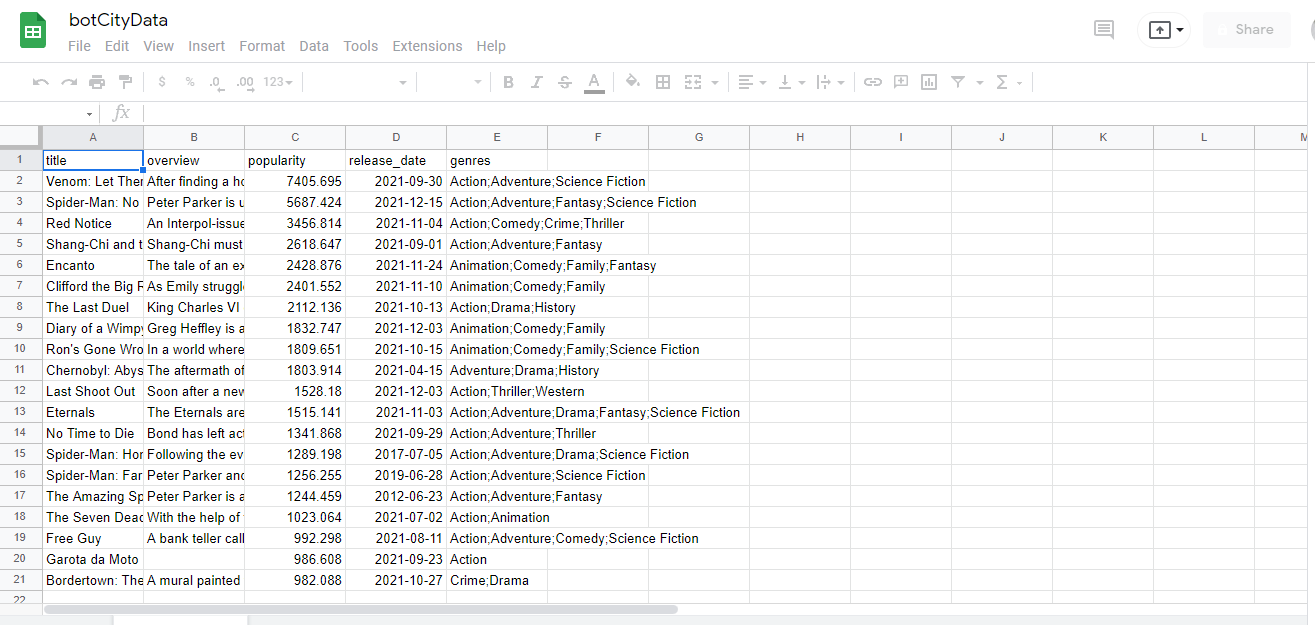 botCityData
File Edit View Insert Format Data Tools Extensions Help
Share
$ % .0 .00 123 B I S A Σ
fx
A B C D E F G H I J K L M
1 title overview popularity release_date genres
2 Venom: Let Ther After finding a ho 7405.695 2021-09-30 Action;Adventure;Science Fiction
3 Spider-Man: No Peter Parker is u 5687.424 2021-12-15 Action;Adventure;Fantasy;Science Fiction
4 Red Notice An Interpol-issue 3456.814 2021-11-04 Action;Comedy;Crime;Thriller
5 Shang-Chi and t Shang-Chi must 2618.647 2021-09-01 Action;Adventure;Fantasy
6 Encanto The tale of an ex 2428.876 2021-11-24 Animation;Comedy;Family;Fantasy
7 Clifford the Big R As Emily struggle 2401.552 2021-11-10 Animation;Comedy;Family
8 The Last Duel King Charles VI 2112.136 2021-10-13 Action;Drama;History
9 Diary of a Wimpy Greg Heffley is a 1832.747 2021-12-03 Animation;Comedy;Family
10 Ron's Gone Wro In a world where 1809.651 2021-10-15 Animation;Comedy;Family;Science Fiction
11 Chernobyl: Abys The aftermath of 1803.914 2021-04-15 Adventure;Drama;History
12 Last Shoot Out Soon after a new 1528.18 2021-12-03 Action;Thriller;Western
13 Eternals The Eternals are 1515.141 2021-11-03 Action;Adventure;Drama;Fantasy;Science Fiction
14 No Time to Die Bond has left act 1341.868 2021-09-29 Action;Adventure;Thriller
15 Spider-Man: Hor Following the ev 1289.198 2017-07-05 Action;Adventure;Drama;Science Fiction
16 Spider-Man: Far Peter Parker and 1256.255 2019-06-28 Action;Adventure;Science Fiction
17 The Amazing Sp Peter Parker is a 1244.459 2012-06-23 Action;Adventure;Fantasy
18 The Seven Deac With the help of 1023.064 2021-07-02 Action;Animation
19 Free Guy A bank teller call 992.298 2021-08-11 Action;Adventure;Comedy;Science Fiction
20 Garota da Moto 986.608 2021-09-23 Action
21 Bordertown: The A mural painted 982.088 2021-10-27 Crime;Drama
22